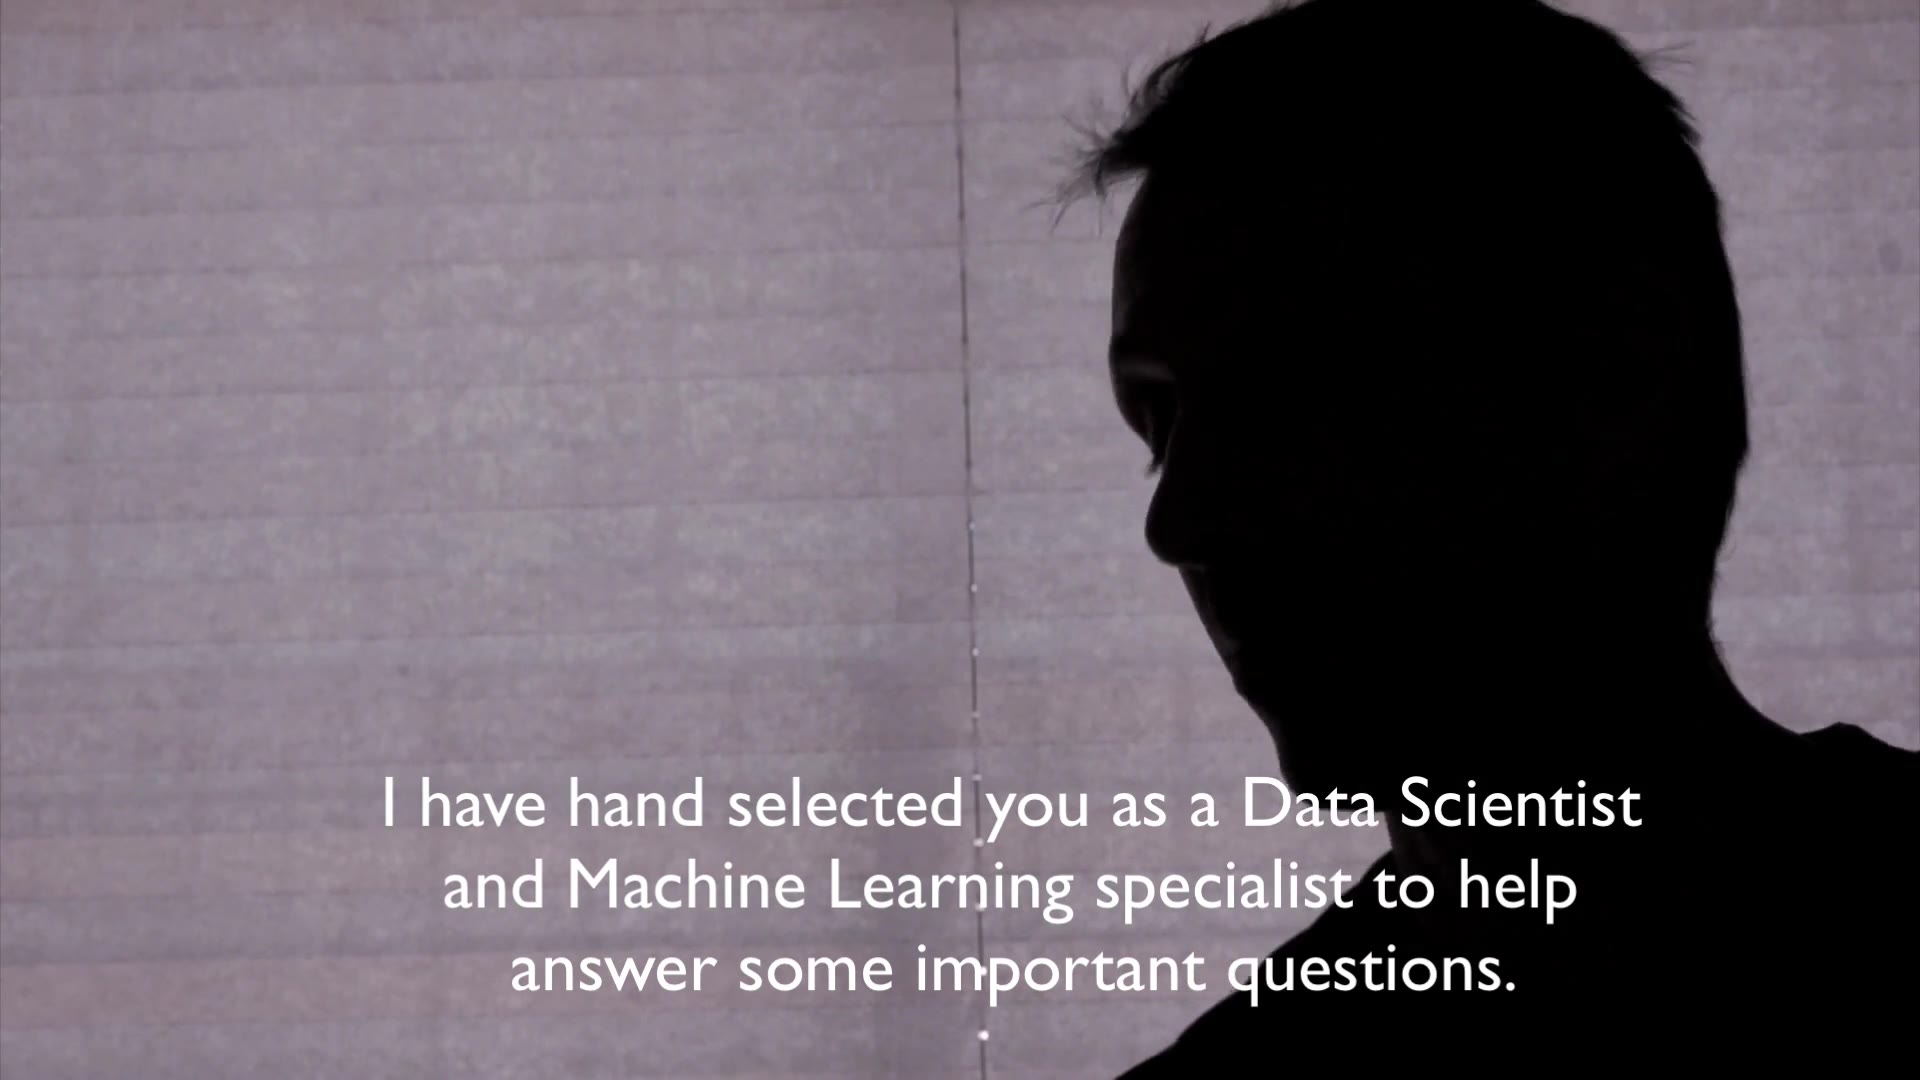 I have hand selected you as a Data Scientist
and Machine Learning specialist to help
answer some important questions.